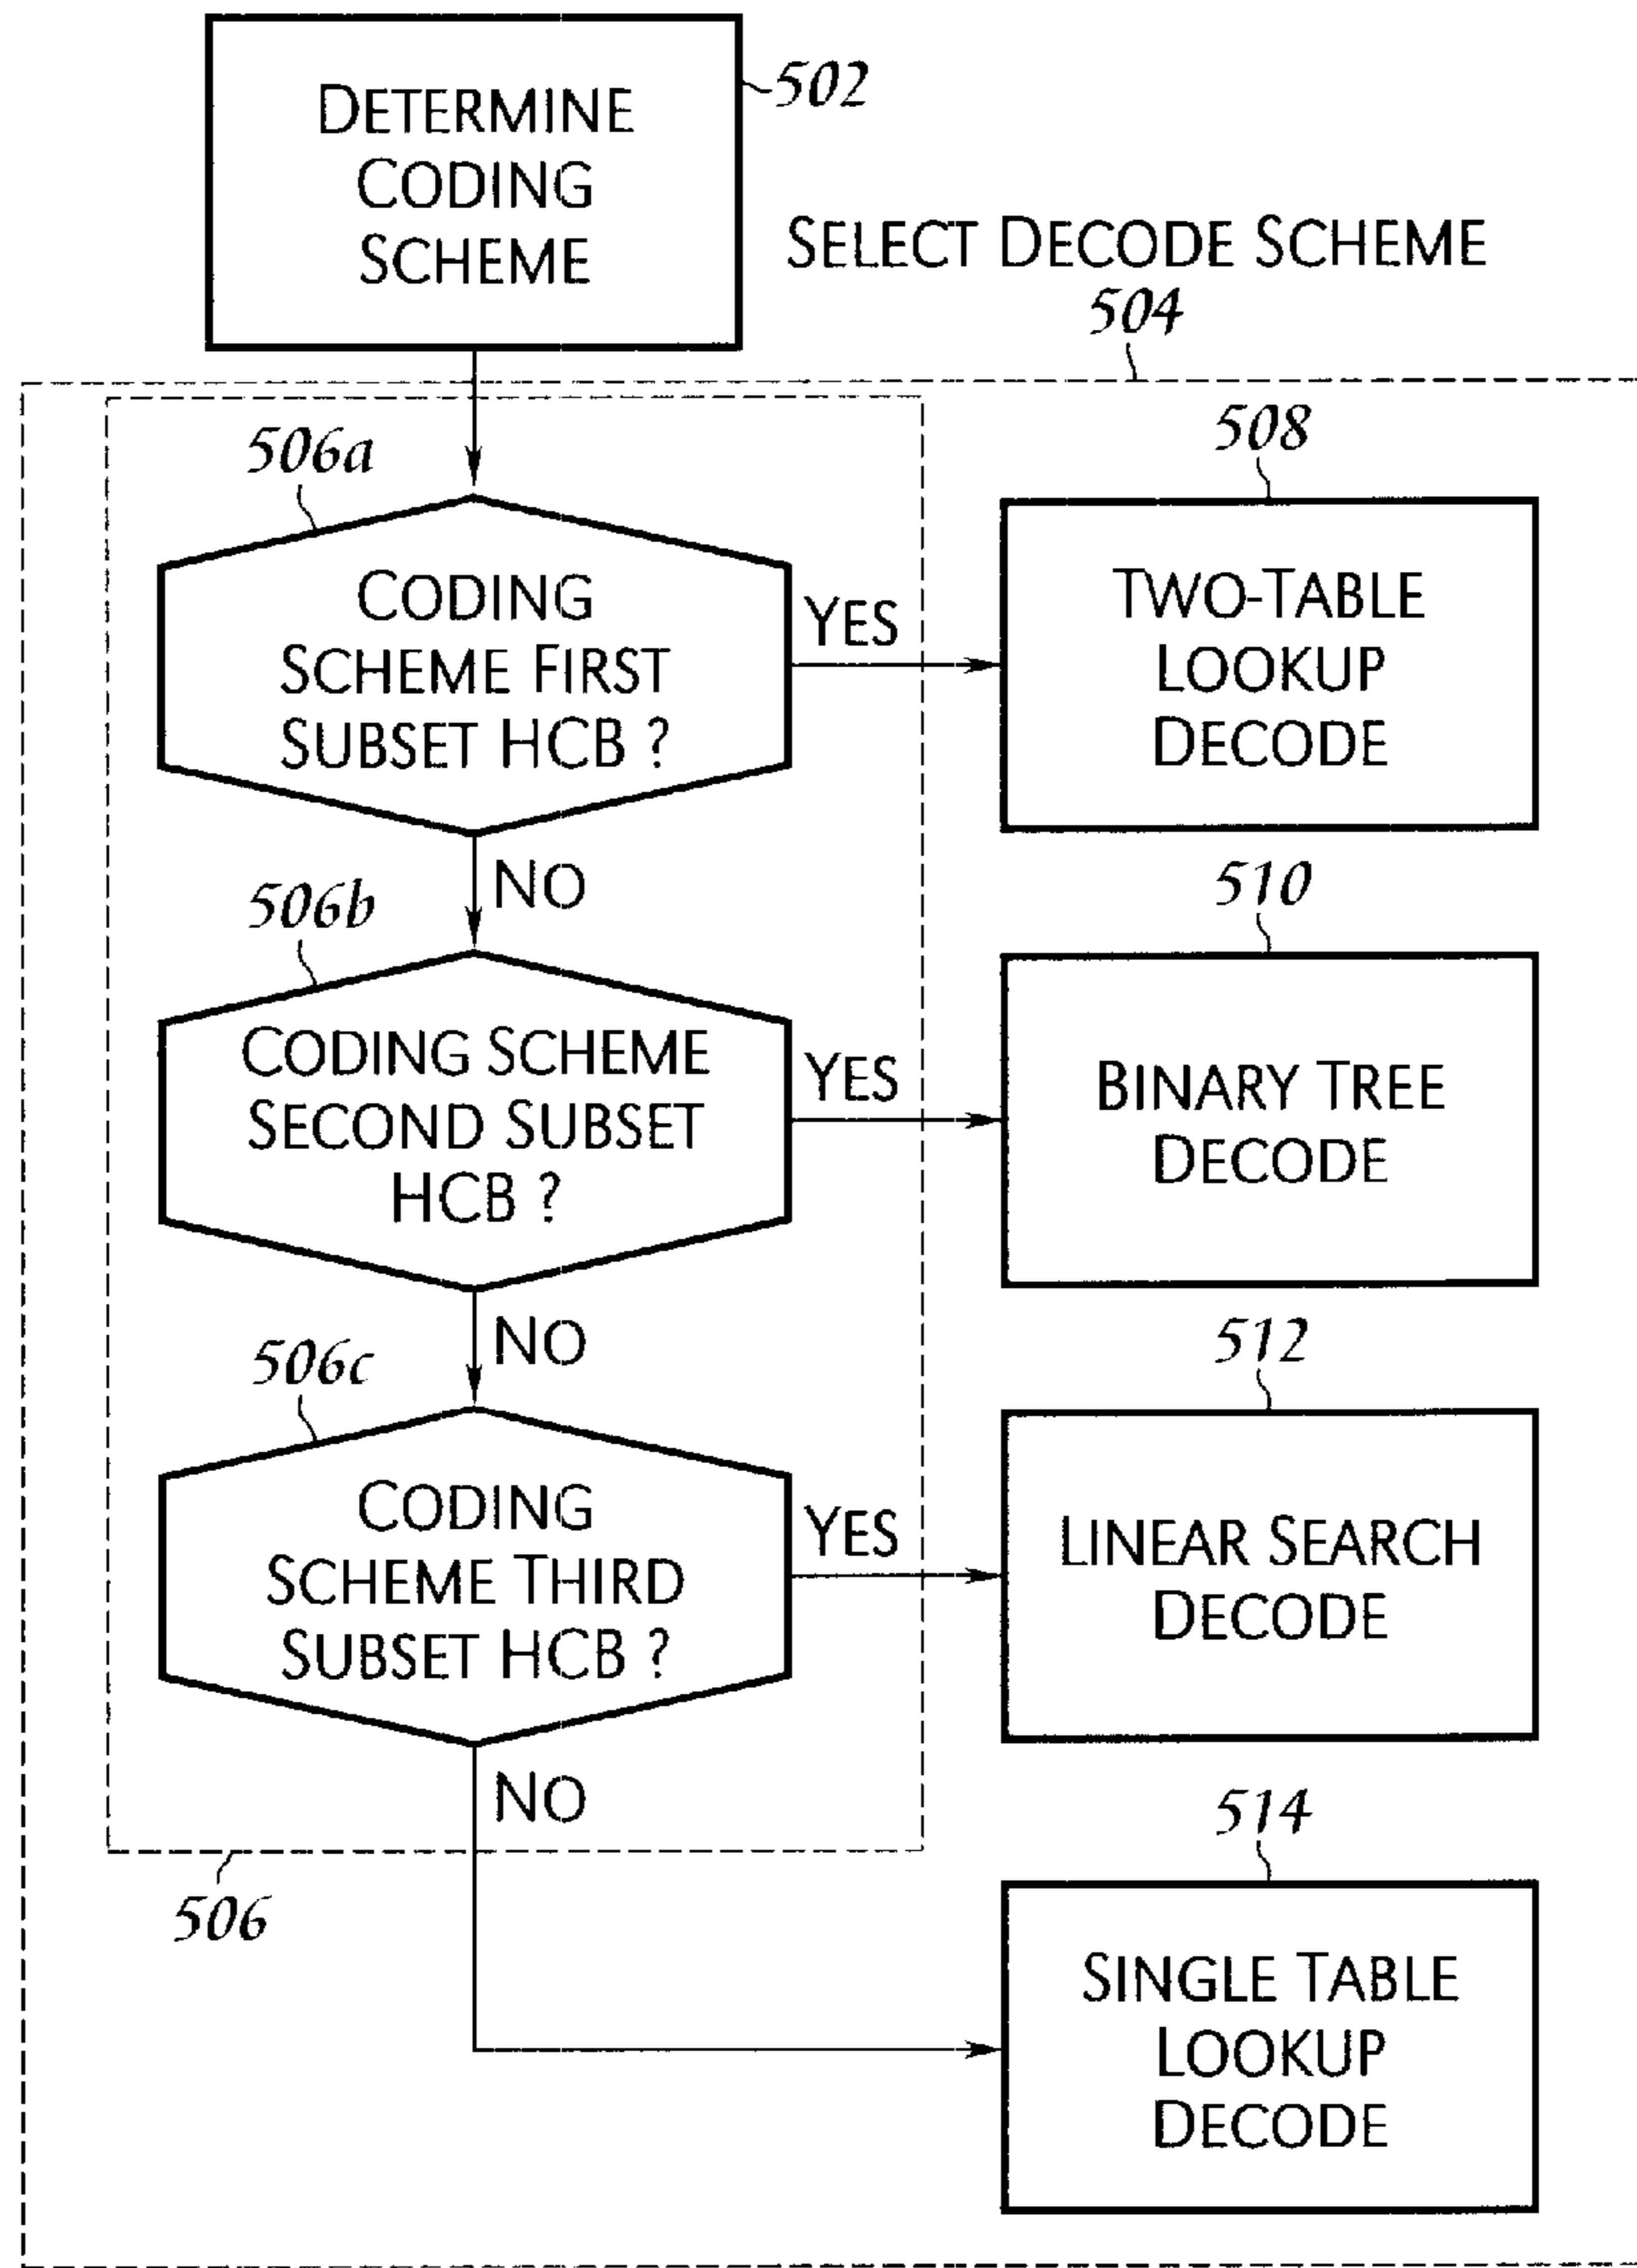 DETERMINE
CODING
SCHEME
502
SELECT DECODE SCHEME
504
506a
CODING
SCHEME FIRST
SUBSET HCB ?
YES
508
TWO-TABLE
LOOKUP
DECODE
NO
506b
CODING SCHEME
SECOND SUBSET
HCB ?
YES
510
BINARY TREE
DECODE
NO
506c
CODING
SCHEME THIRD
SUBSET HCB ?
YES
512
LINEAR SEARCH
DECODE
NO
506
514
SINGLE TABLE
LOOKUP
DECODE